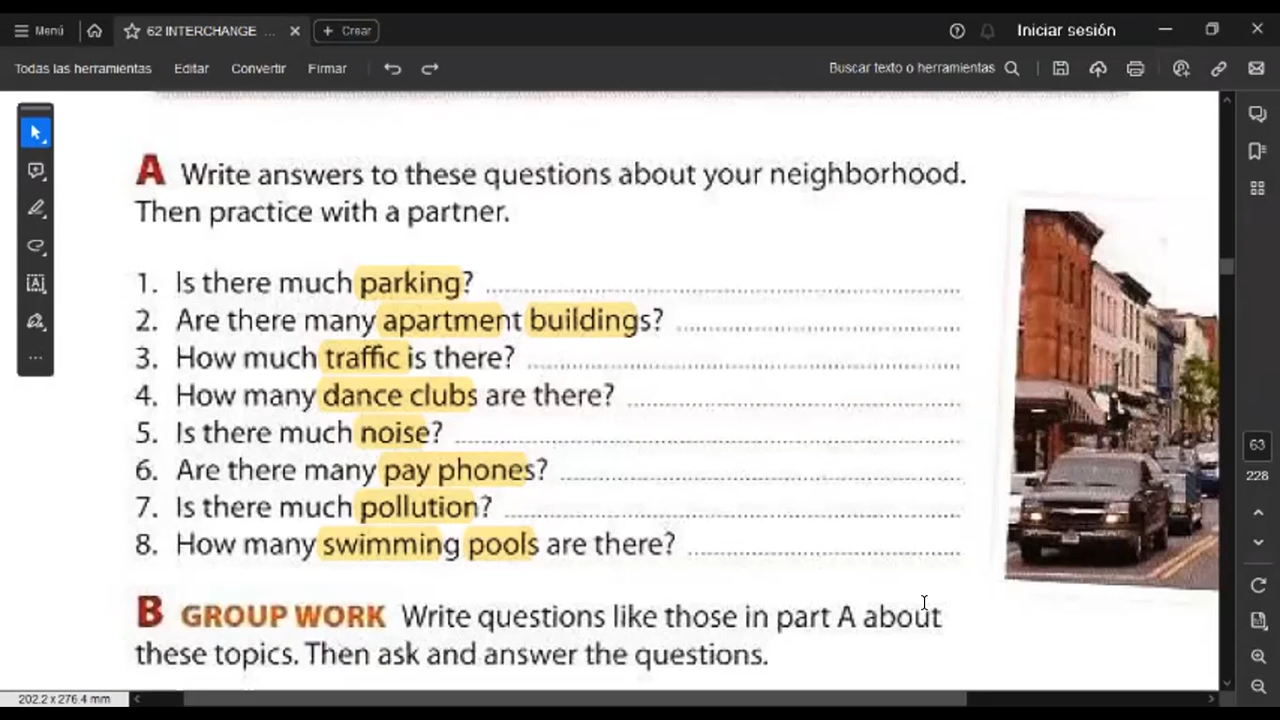 Menú
62 INTERCHANGE ...
Crear
Iniciar sesión
Todas las herramientas
Editar
Convertir
Firmar
Buscar texto o herramientas
A Write answers to these questions about your neighborhood.
Then practice with a partner.
1. Is there much parking?
2. Are there many apartment buildings?
3. How much traffic is there?
4. How many dance clubs are there?
5. Is there much noise?
6. Are there many pay phones?
7. Is there much pollution?
8. How many swimming pools are there?
B GROUP WORK Write questions like those in part A about
these topics. Then ask and answer the questions.
63
228
202.2 x 276.4 mm